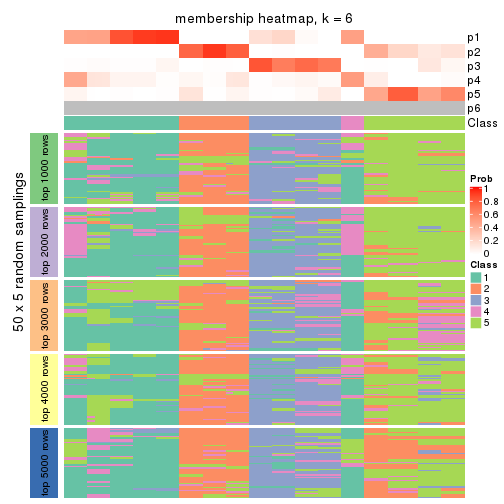 membership heatmap, k = 6
p1
p2
p3
p4
p5
p6
Class
50 x 5 random samplings
top 1000 rows
top 2000 rows
top 3000 rows
top 4000 rows
top 5000 rows
Prob
1
0.8
0.6
0.4
0.2
0
Class
1
2
3
4
5